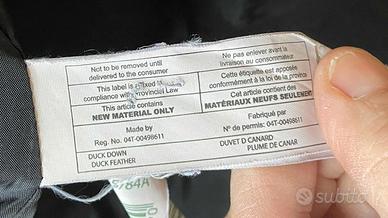 Not to be removed until
delivered to the consumer
Ne pas enlever avant la
livraison au consommateur
This label is affixed in
compliance with Provincial Law
Cette étiquette est apposée
conformément à la loi de la province
This article contains
NEW MATERIAL ONLY
Cet article contient des
MATÉRIAUX NEUFS SEULEMENT
Made by
Reg. No. 04T-00498611
Fabriqué par
N° de permis: 04T-00498611
DUCK DOWN
DUCK FEATHER
DUVET D CANARD
PLUME DE CANAR
5784A
subito